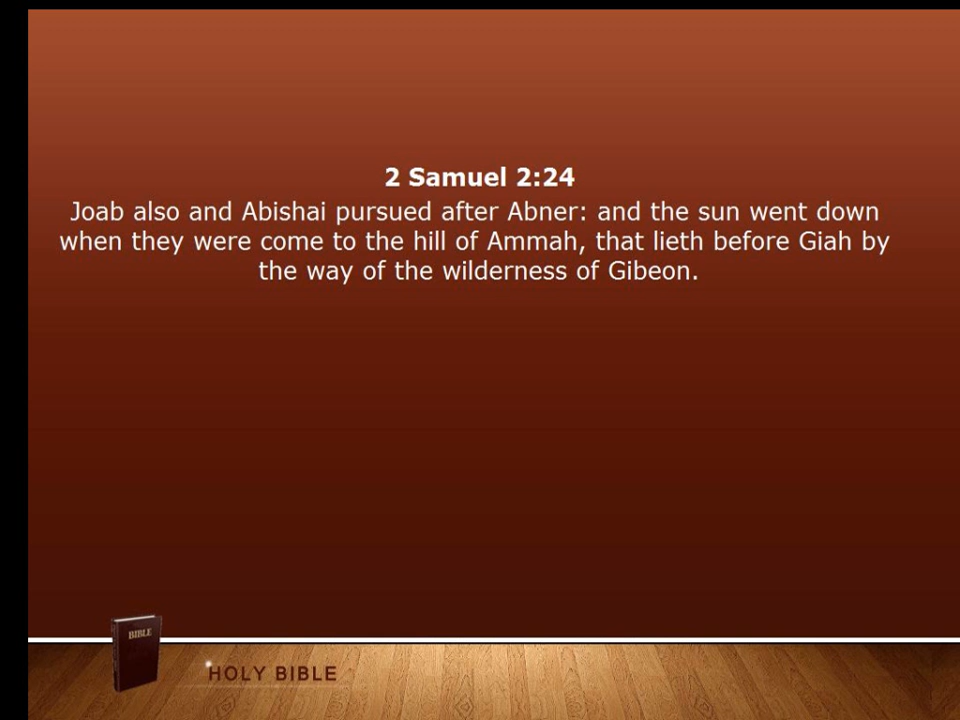 2 Samuel 2:24
Joab also and Abishai pursued after Abner: and the sun went down
when they were come to the hill of Ammah, that lieth before Giah by
the way of the wilderness of Gibeon.
BIBLE
HOLY BIBLE